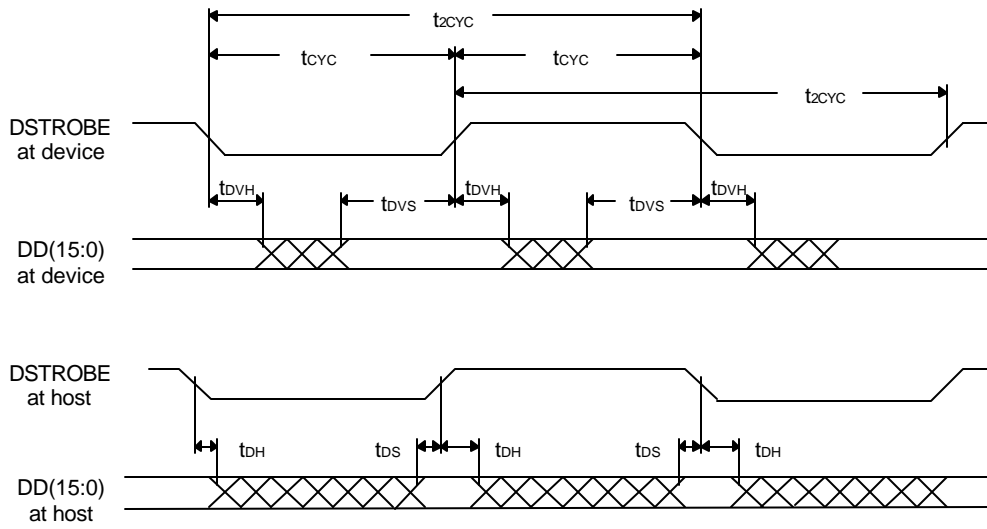 t2CYC
tCYC tCYC
t2CYC
DSTROBE
at device
tDVH tDVS tDVH tDVS tDVH
DD(15:0)
at device
DSTROBE
at host
tDH tDS tDH tDS tDH
DD(15:0)
at host